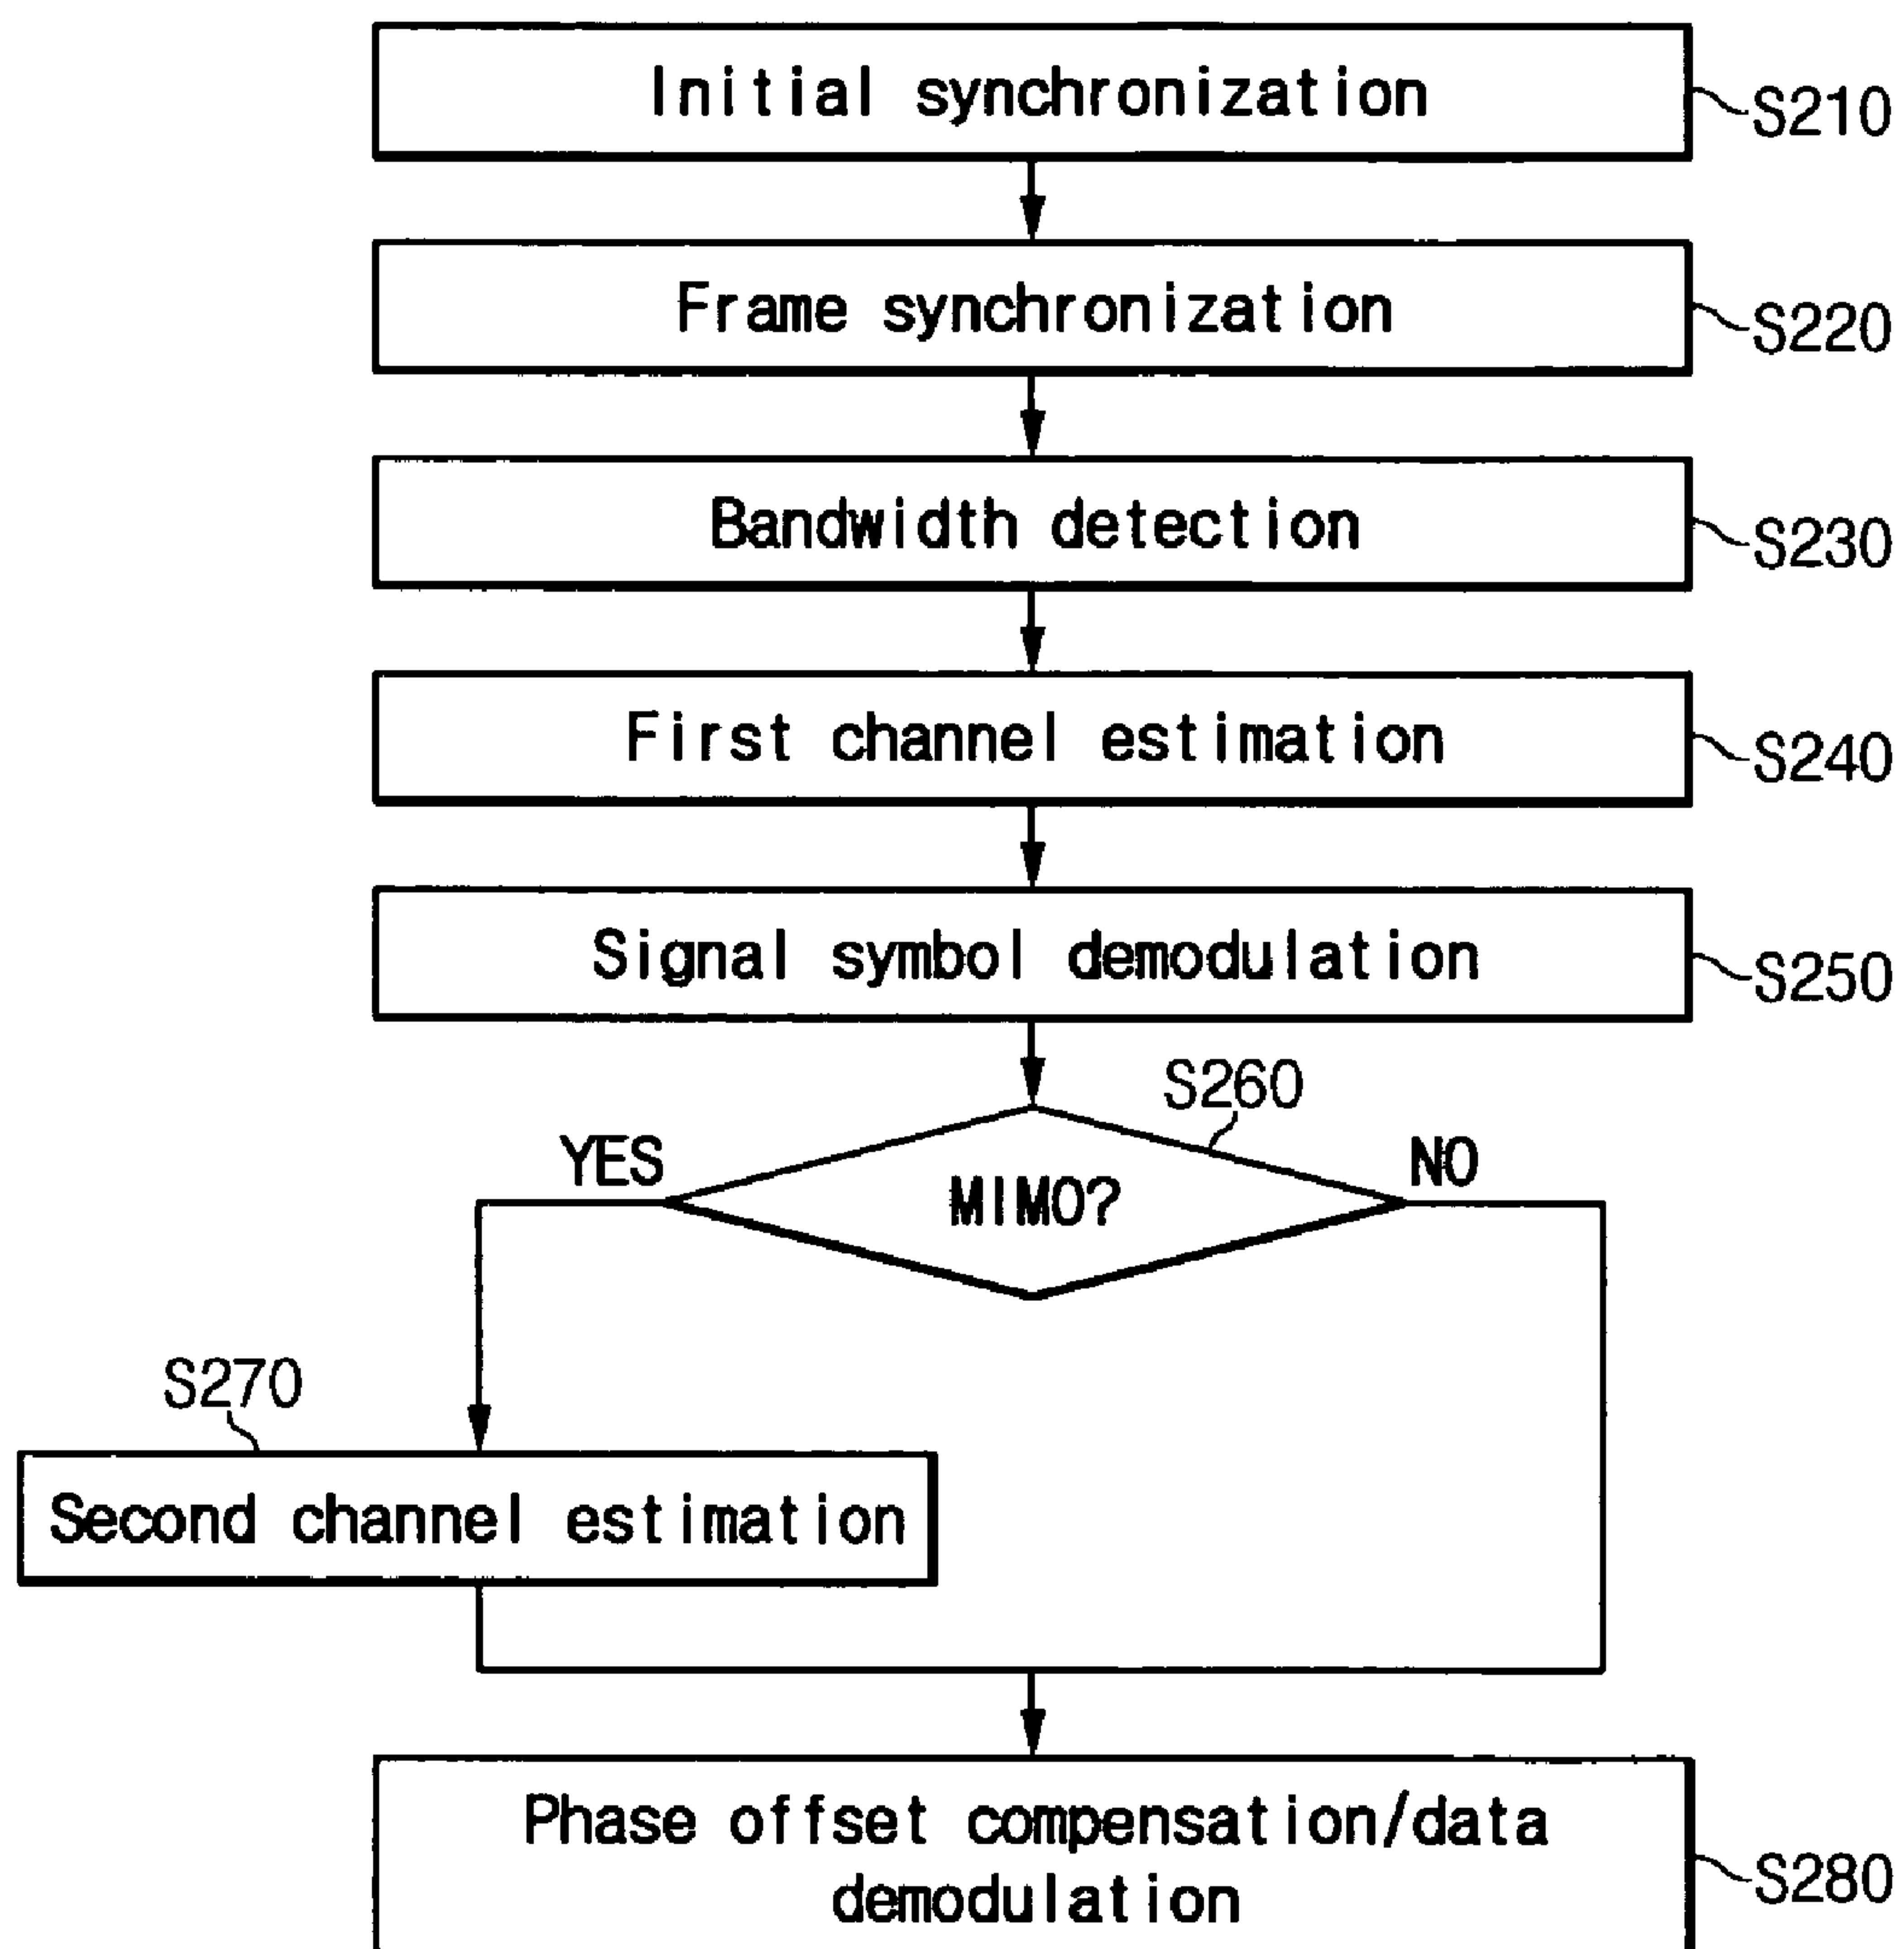 Initial synchronization
S210
Frame synchronization
S220
Bandwidth detection
S230
First channel estimation
S240
Signal symbol demodulation
S250
S260
YES
MIMO?
NO
S270
Second channel estimation
Phase offset compensation/data
demodulation
S280